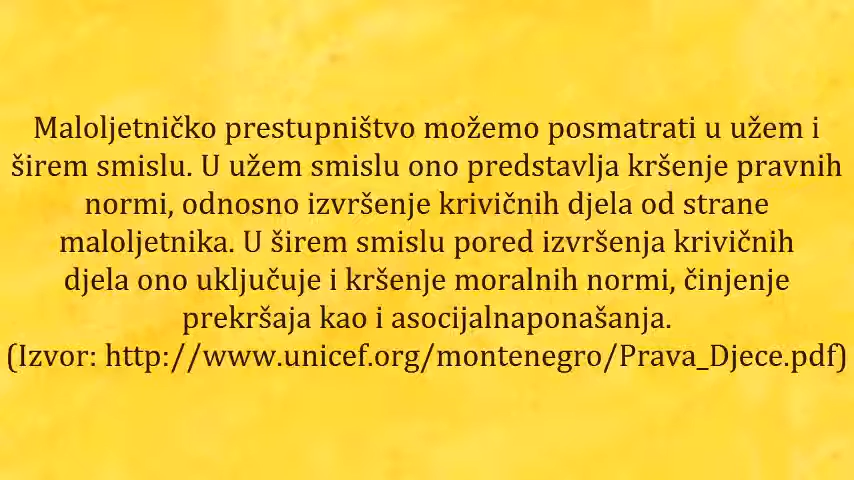 Maloljetničko prestupništvo možemo posmatrati u užem i
širem smislu. U užem smislu ono predstavlja kršenje pravnih
normi, odnosno izvršenje krivičnih djela od strane
maloljetnika. U širem smislu pored izvršenja krivičnih
djela ono uključuje i kršenje moralnih normi, činjenje
prekršaja kao i asocijalnaponašanja.
(Izvor: http://www.unicef.org/montenegro/Prava_Djece.pdf)